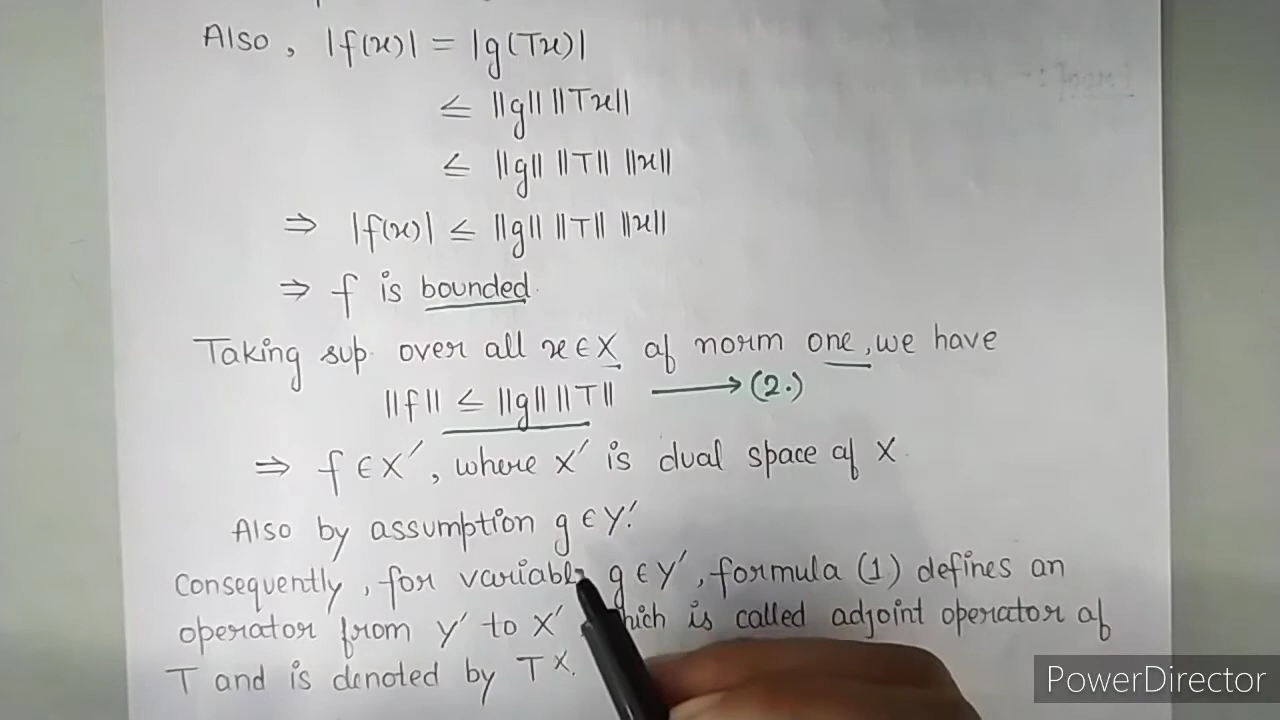 Also, |f(x)| = |g(Tx)|
≤ ||g|| ||Tx||
≤ ||g|| ||T|| ||x||
⇒ |f(x)| ≤ ||g|| ||T|| ||x||
⇒ f is bounded.
Taking sup. over all x ∈ X of norm one, we have
||f|| ≤ ||g|| ||T|| ⟶ (2.)
⇒ f ∈ X′, where X′ is dual space of X.
Also by assumption g ∈ Y′.
Consequently, for variable g ∈ Y′, formula (1.) defines an
operator from Y′ to X′ which is called adjoint operator of
T and is denoted by T×.
PowerDirector